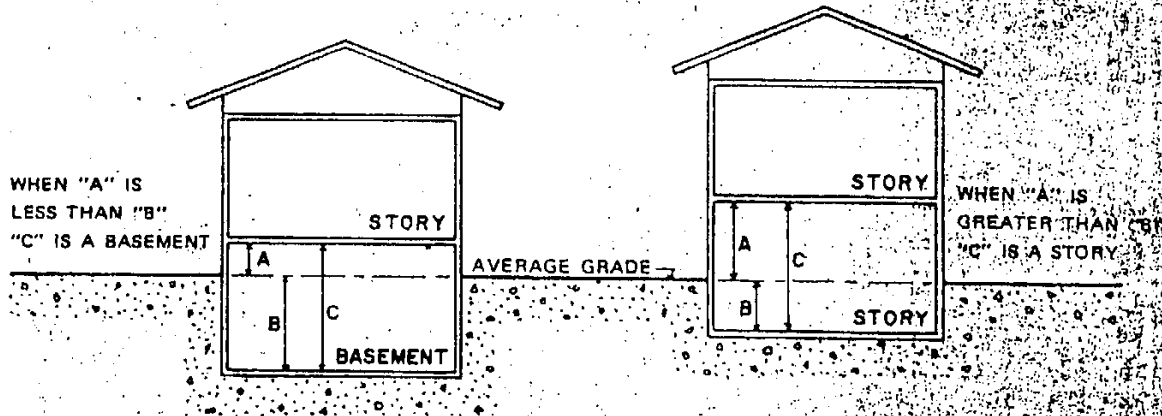 WHEN "A" IS
LESS THAN "B"
"C" IS A BASEMENT
STORY
A
B
C
BASEMENT
AVERAGE GRADE
STORY
A
C
B
STORY
WHEN "A" IS
GREATER THAN "B"
"C" IS A STORY